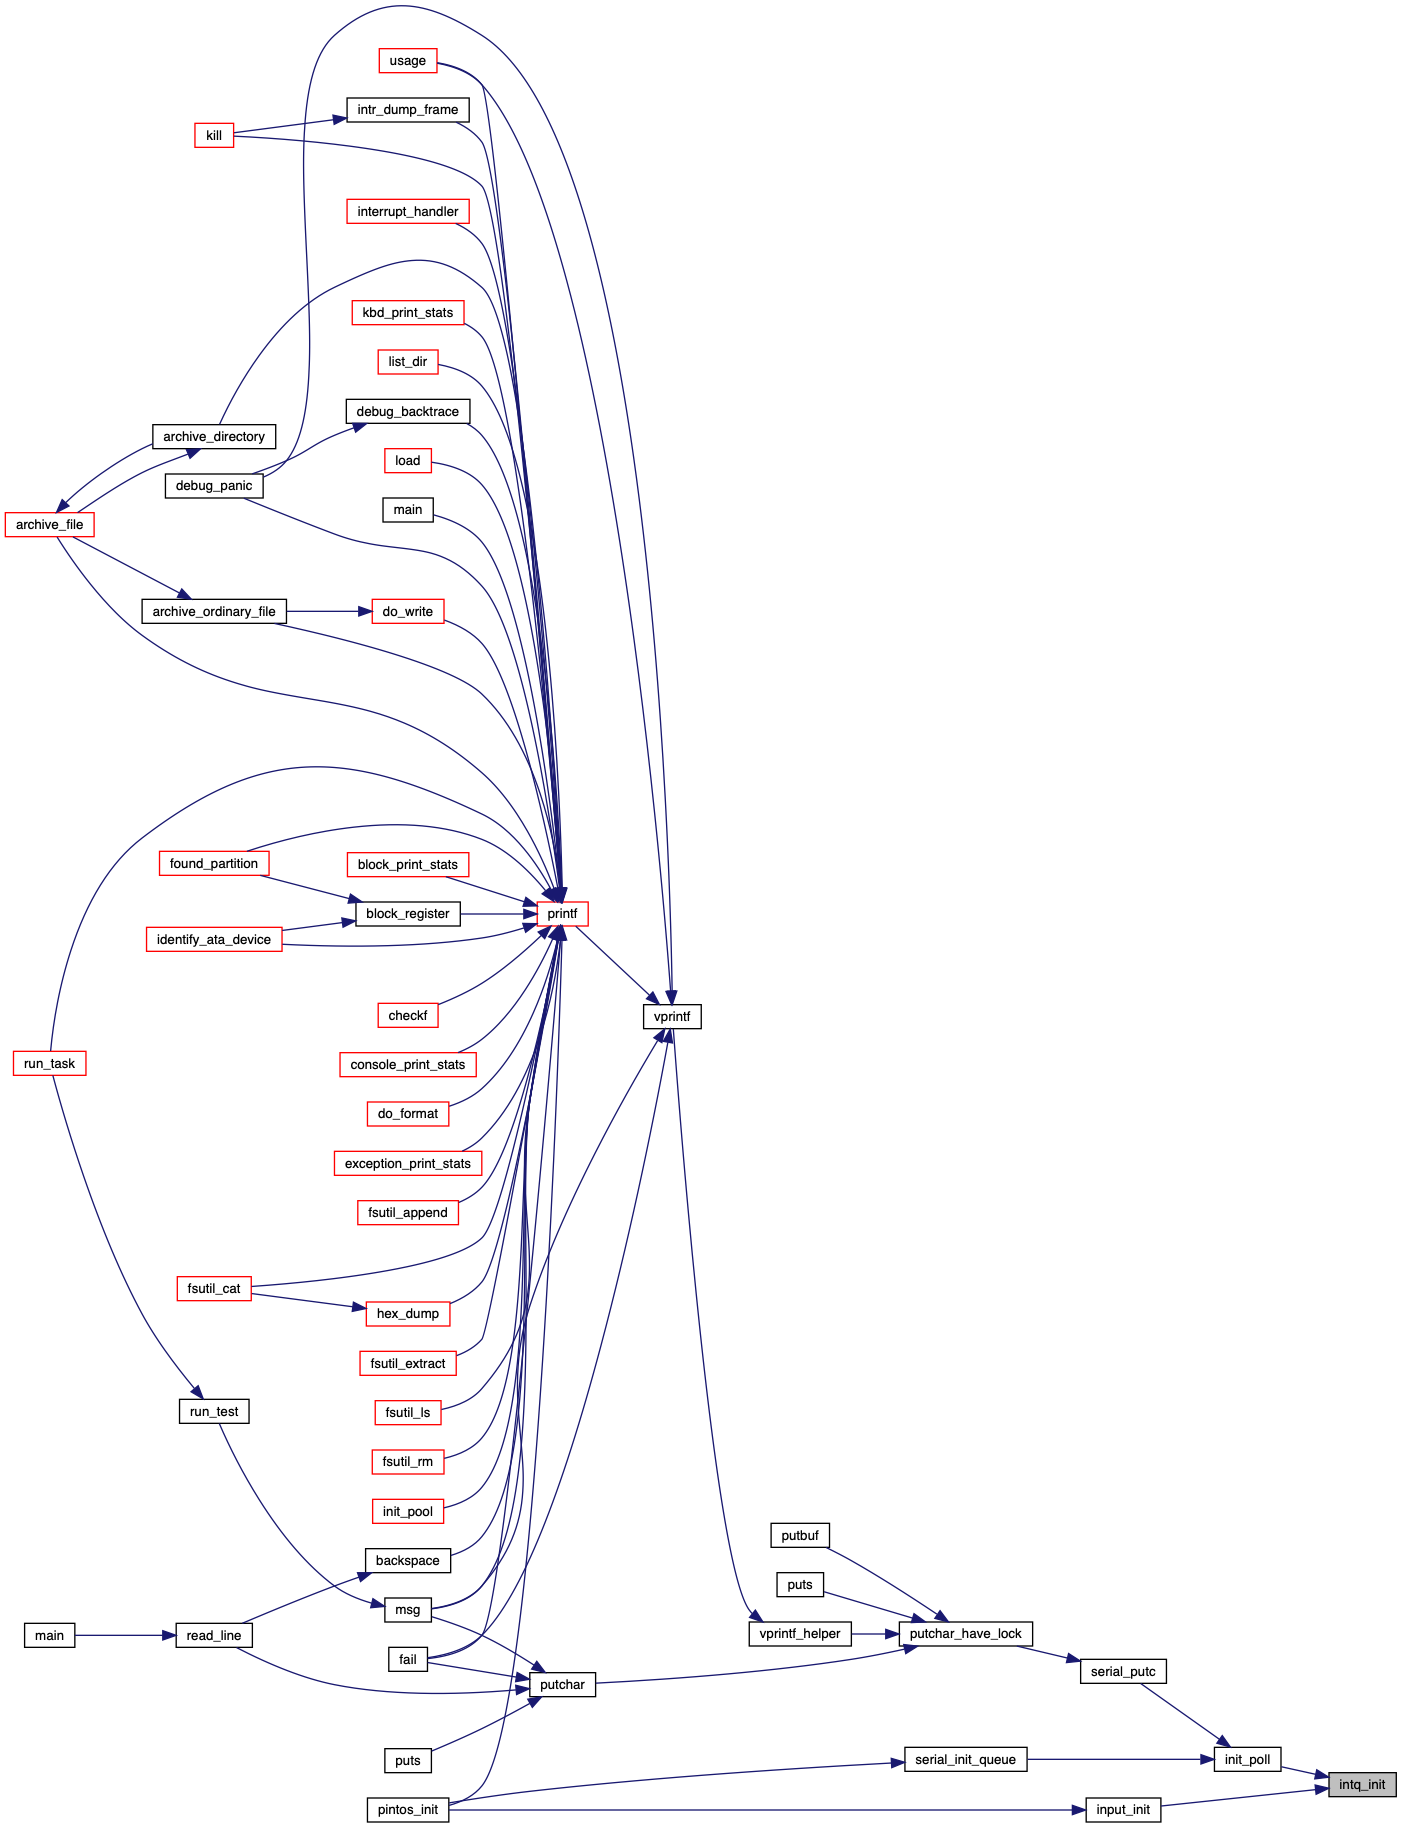 usage
intr_dump_frame
kill
interrupt_handler
kbd_print_stats
list_dir
debug_backtrace
archive_directory
load
debug_panic
main
archive_file
archive_ordinary_file
do_write
found_partition
block_print_stats
block_register
printf
identify_ata_device
checkf
vprintf
run_task
console_print_stats
do_format
exception_print_stats
fsutil_append
fsutil_cat
hex_dump
fsutil_extract
run_test
fsutil_ls
fsutil_rm
init_pool
putbuf
backspace
puts
msg
main
read_line
vprintf_helper
putchar_have_lock
fail
serial_putc
putchar
puts
serial_init_queue
init_poll
intq_init
pintos_init
input_init